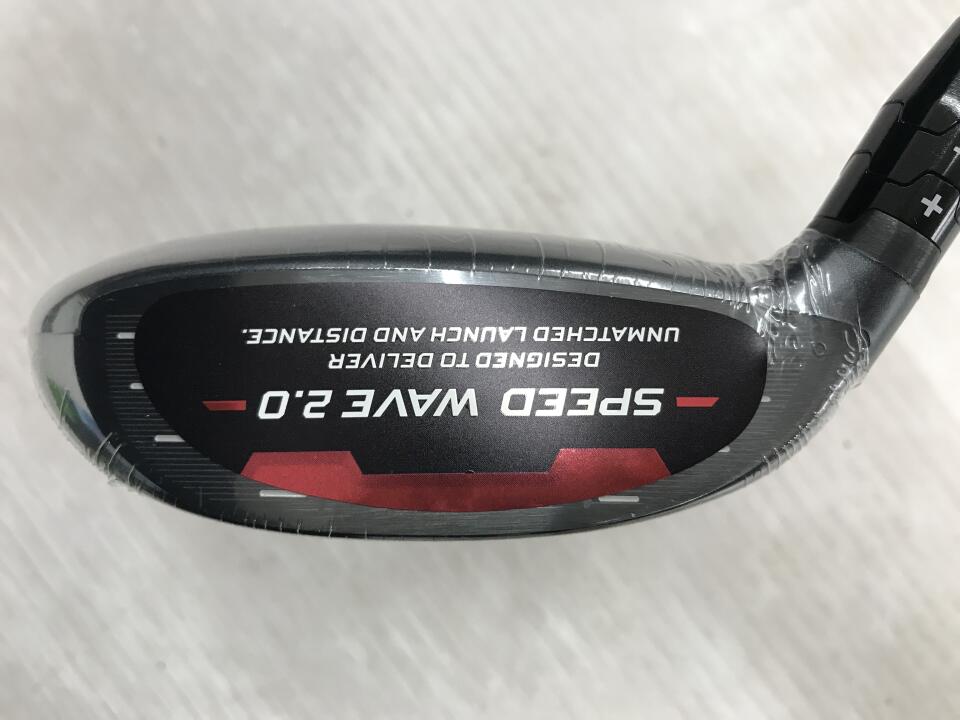 SPEED WAVE 2.0
DESIGNED TO DELIVER
UNMATCHED LAUNCH AND DISTANCE.
+